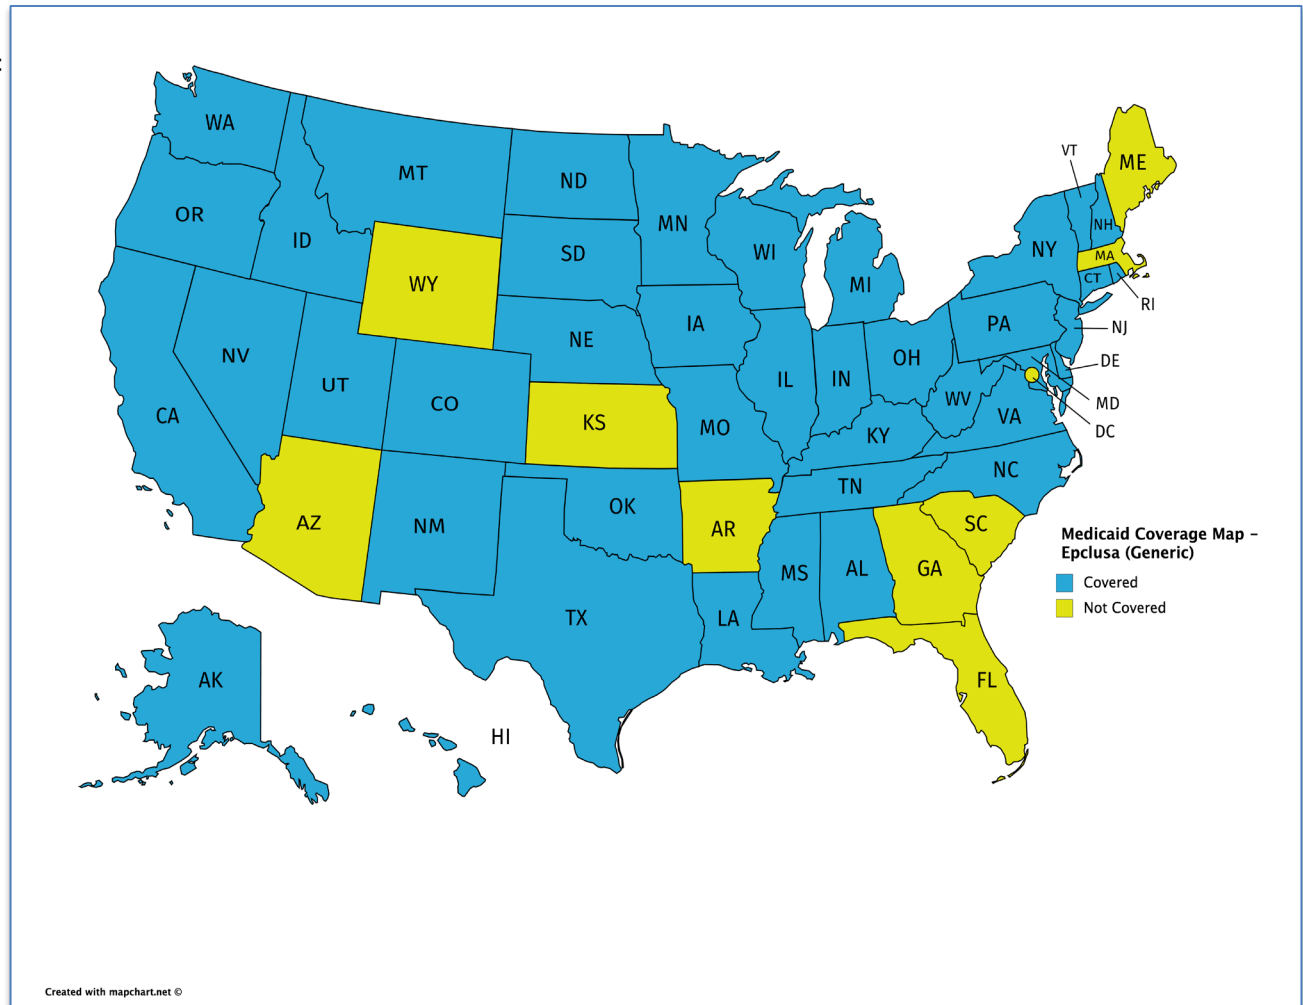 WA
MT
ND
MN
VT
ME
OR
ID
SD
WI
MI
NY
NH
MA
CT
RI
WY
NE
IA
PA
NJ
NV
UT
CO
IL
IN
OH
DE
MD
DC
CA
KS
MO
WV
VA
KY
NC
AZ
NM
OK
TN
AR
SC
MS
AL
GA
TX
LA
AK
HI
FL
Medicaid Coverage Map –
Epclusa (Generic)
Covered
Not Covered
Created with mapchart.net ©